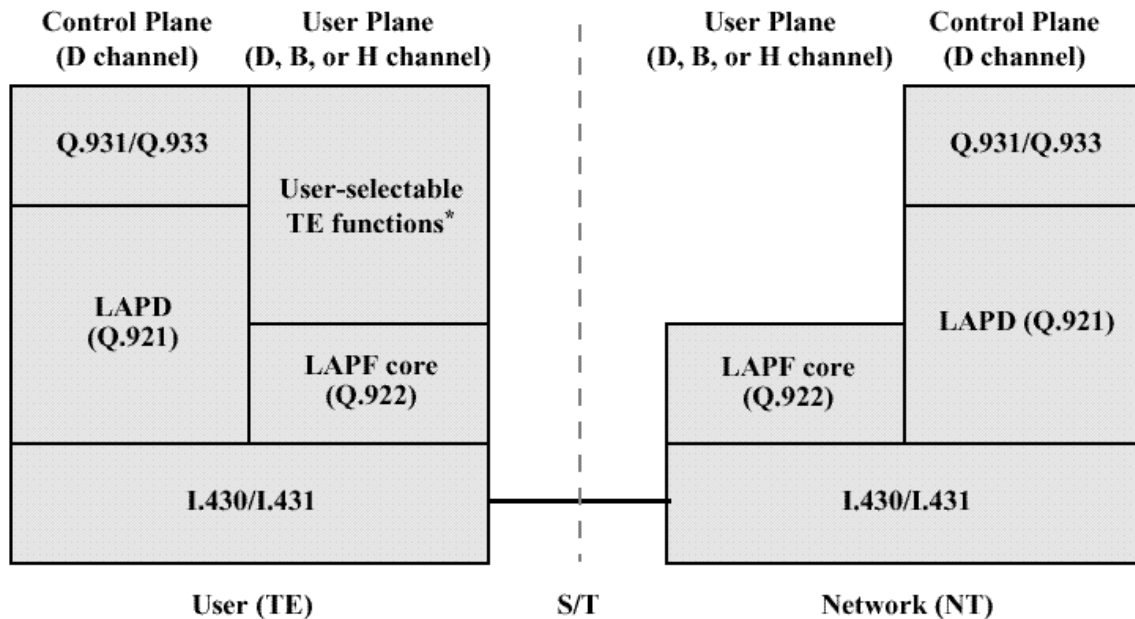 Control Plane
(D channel)
User Plane
(D, B, or H channel)
User Plane
(D, B, or H channel)
Control Plane
(D channel)
Q.931/Q.933
User-selectable
TE functions*
LAPD
(Q.921)
LAPF core
(Q.922)
I.430/I.431
Q.931/Q.933
LAPD (Q.921)
LAPF core
(Q.922)
I.430/I.431
User (TE)
S/T
Network (NT)